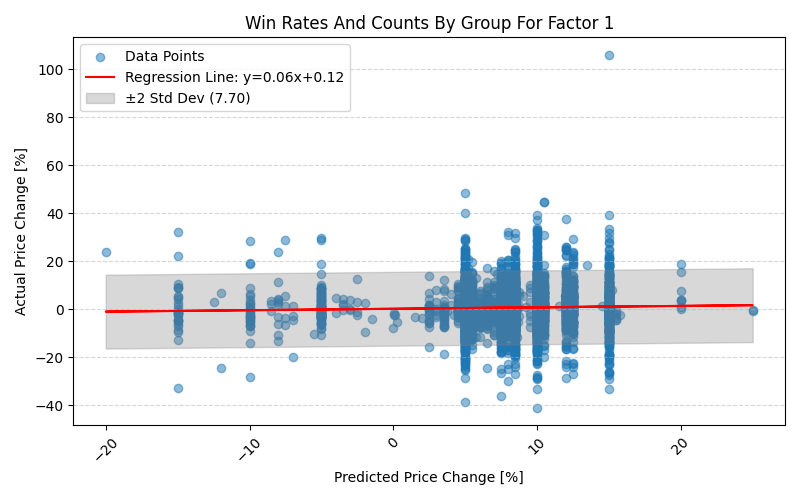 Win Rates And Counts By Group For Factor 1
Data Points
Regression Line: y=0.06x+0.12
±2 Std Dev (7.70)
Actual Price Change [%]
100
80
60
40
20
0
−20
−40
−20
−10
0
10
20
Predicted Price Change [%]